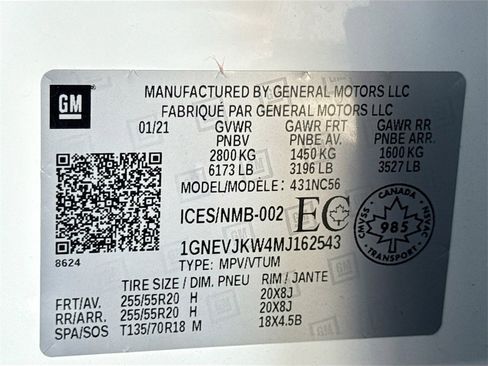 GM
MANUFACTURED BY GENERAL MOTORS LLC
FABRIQUÉ PAR GENERAL MOTORS LLC
01/21 GVWR GAWR FRT GAWR RR
PNBV PNBE AV. PNBE ARR.
2800 KG 1450 KG 1600 KG
6173 LB 3196 LB 3527 LB
MODEL/MODÈLE: 431NC56
ICES/NMB-002 EC
CANADA
CMVSS 985 NSVAC
1GNEVJKW4MJ162543
8624
TYPE: MPV/VTUM
TIRE SIZE / DIM. PNEU RIM / JANTE
FRT/AV. 255/55R20 H 20X8J
RR/ARR. 255/55R20 H 20X8J
SPA/SOS T135/70R18 M 18X4.5B